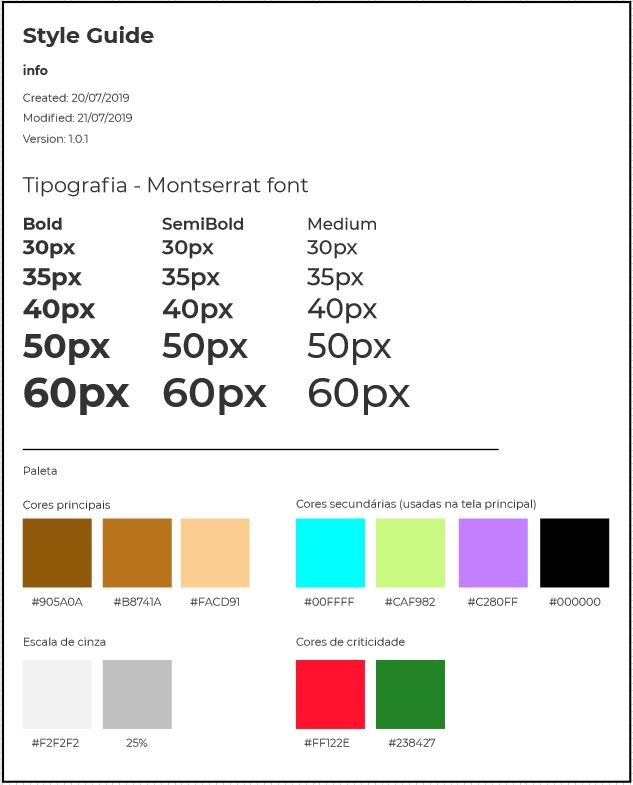 Style Guide
info
Created: 20/07/2019
Modified: 21/07/2019
Version: 1.0.1
Tipografia - Montserrat font
Bold SemiBold Medium
30px 30px 30px
35px 35px 35px
40px 40px 40px
50px 50px 50px
60px 60px 60px
Paleta
Cores principais
#905A0A #B8741A #FACD91
Cores secundárias (usadas na tela principal)
#00FFFF #CAF982 #C280FF #000000
Escala de cinza
#F2F2F2 25%
Cores de criticidade
#FF122E #238427